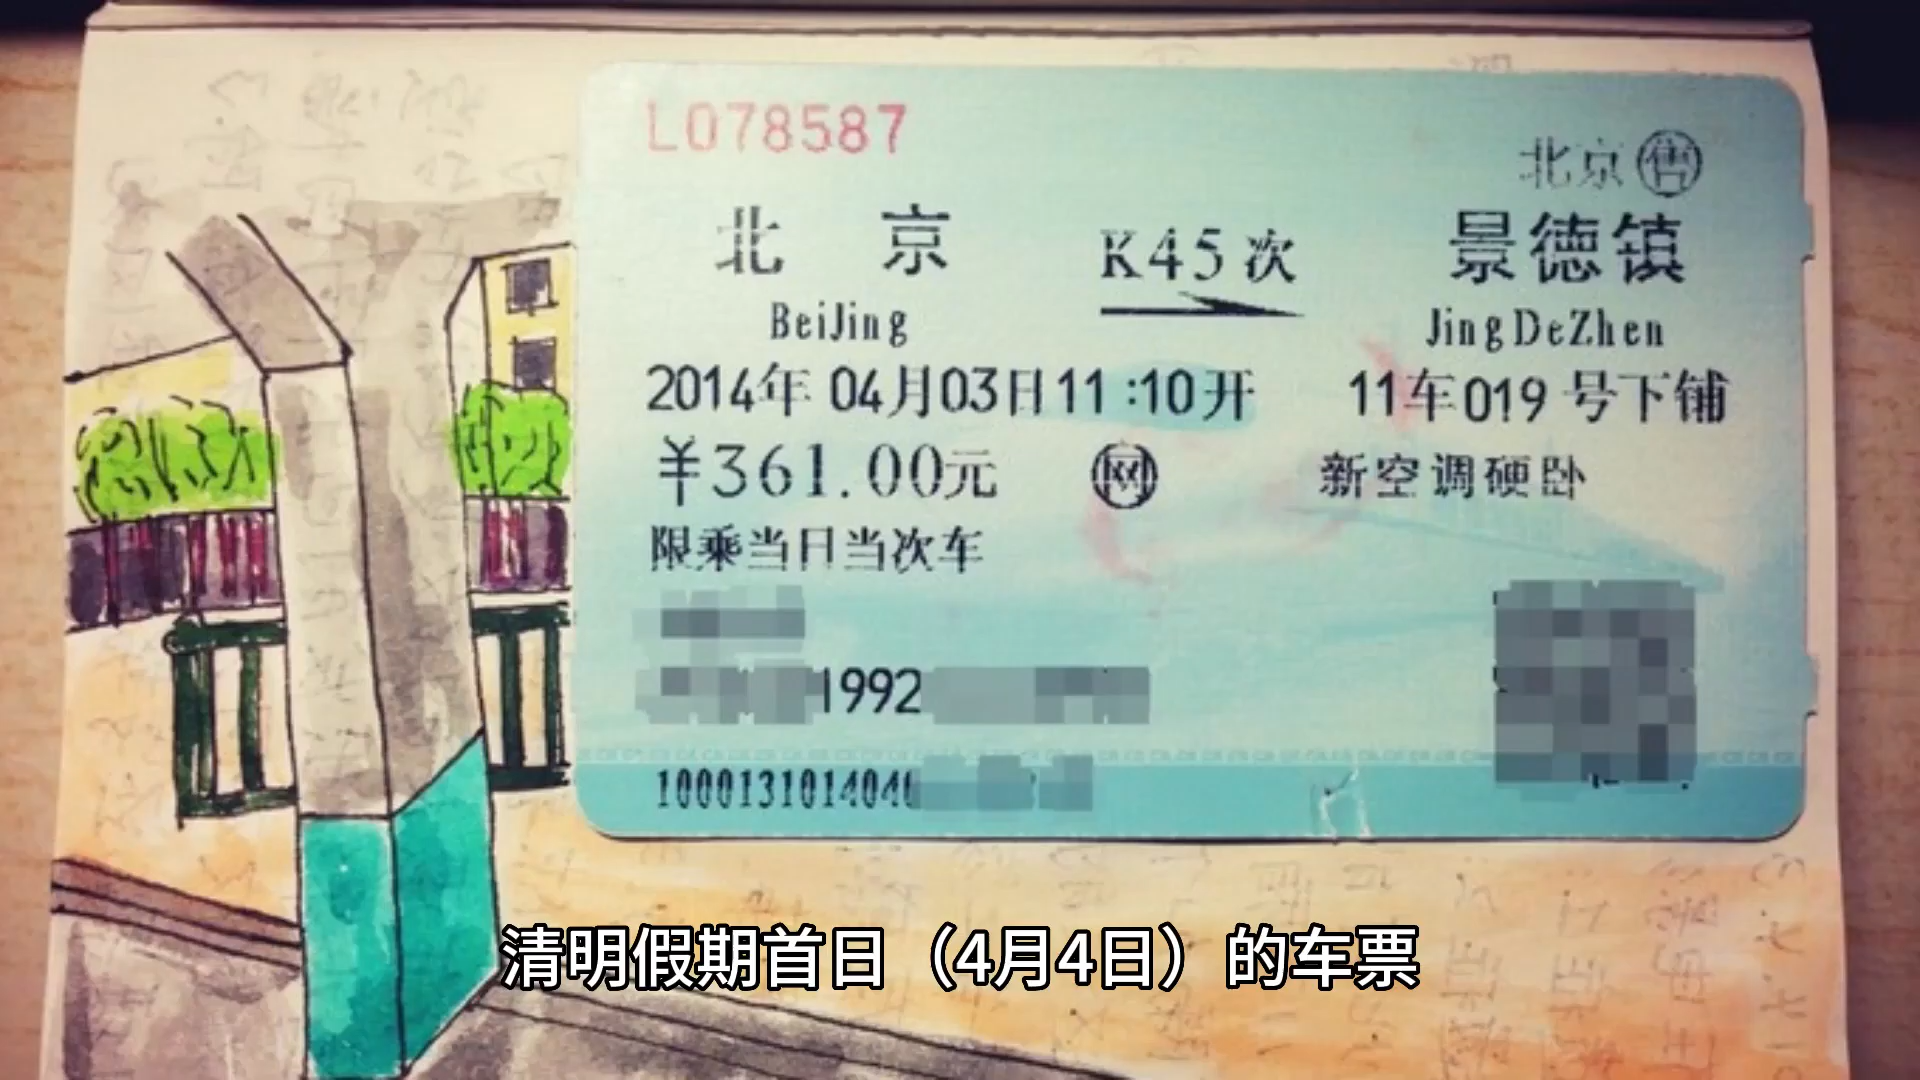 L078587
北京 售
北京 K45次 景德镇
BeiJing JingDeZhen
2014年04月03日11:10开 11车019号下铺
¥361.00元 网 新空调硬卧
限乘当日当次车
1992
1000131014040
清明假期首日（4月4日）的车票